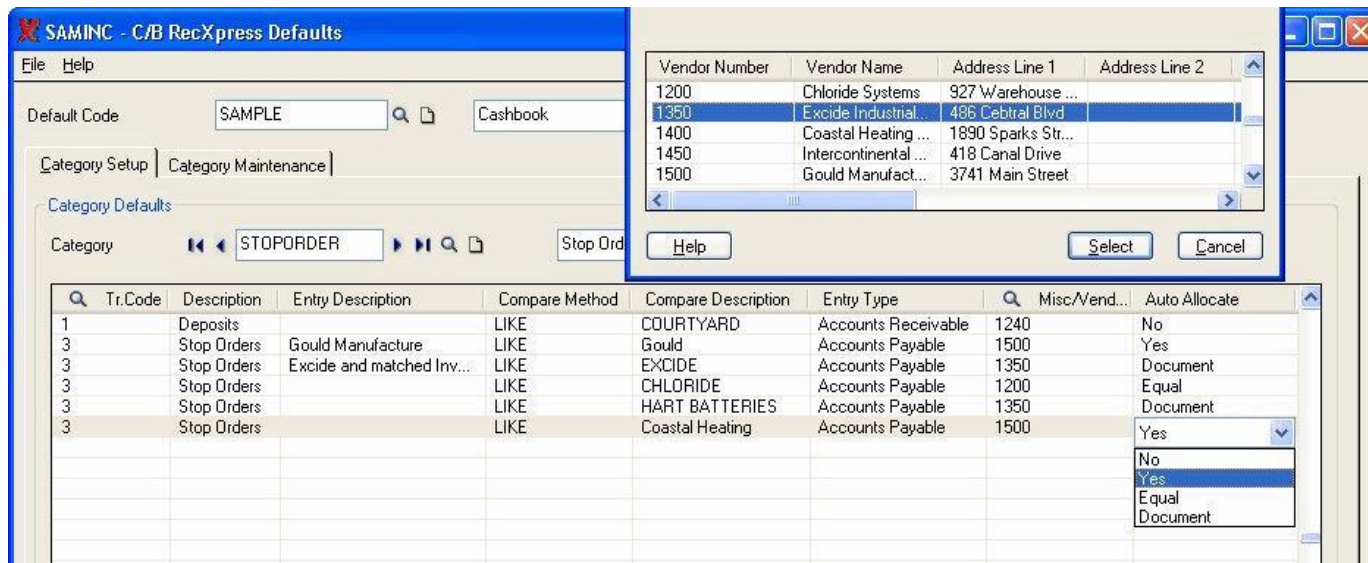 SAMINC - C/B RecXpress Defaults
File Help
Default Code SAMPLE Cashbook
Category Setup Category Maintenance
Category Defaults
Category STOPORDER Stop Ord
Vendor Number Vendor Name Address Line 1 Address Line 2
1200 Chloride Systems 927 Warehouse ...
1350 Excide Industrial... 486 Cebtral Blvd
1400 Coastal Heating ... 1890 Sparks Str...
1450 Intercontinental ... 418 Canal Drive
1500 Gould Manufact... 3741 Main Street
Help Select Cancel
Tr.Code Description Entry Description Compare Method Compare Description Entry Type Misc/Vend... Auto Allocate
1 Deposits LIKE COURTYARD Accounts Receivable 1240 No
3 Stop Orders Gould Manufacture LIKE Gould Accounts Payable 1500 Yes
3 Stop Orders Excide and matched Inv... LIKE EXCIDE Accounts Payable 1350 Document
3 Stop Orders LIKE CHLORIDE Accounts Payable 1200 Equal
3 Stop Orders LIKE HART BATTERIES Accounts Payable 1350 Document
3 Stop Orders LIKE Coastal Heating Accounts Payable 1500 Yes
No
Yes
Equal
Document